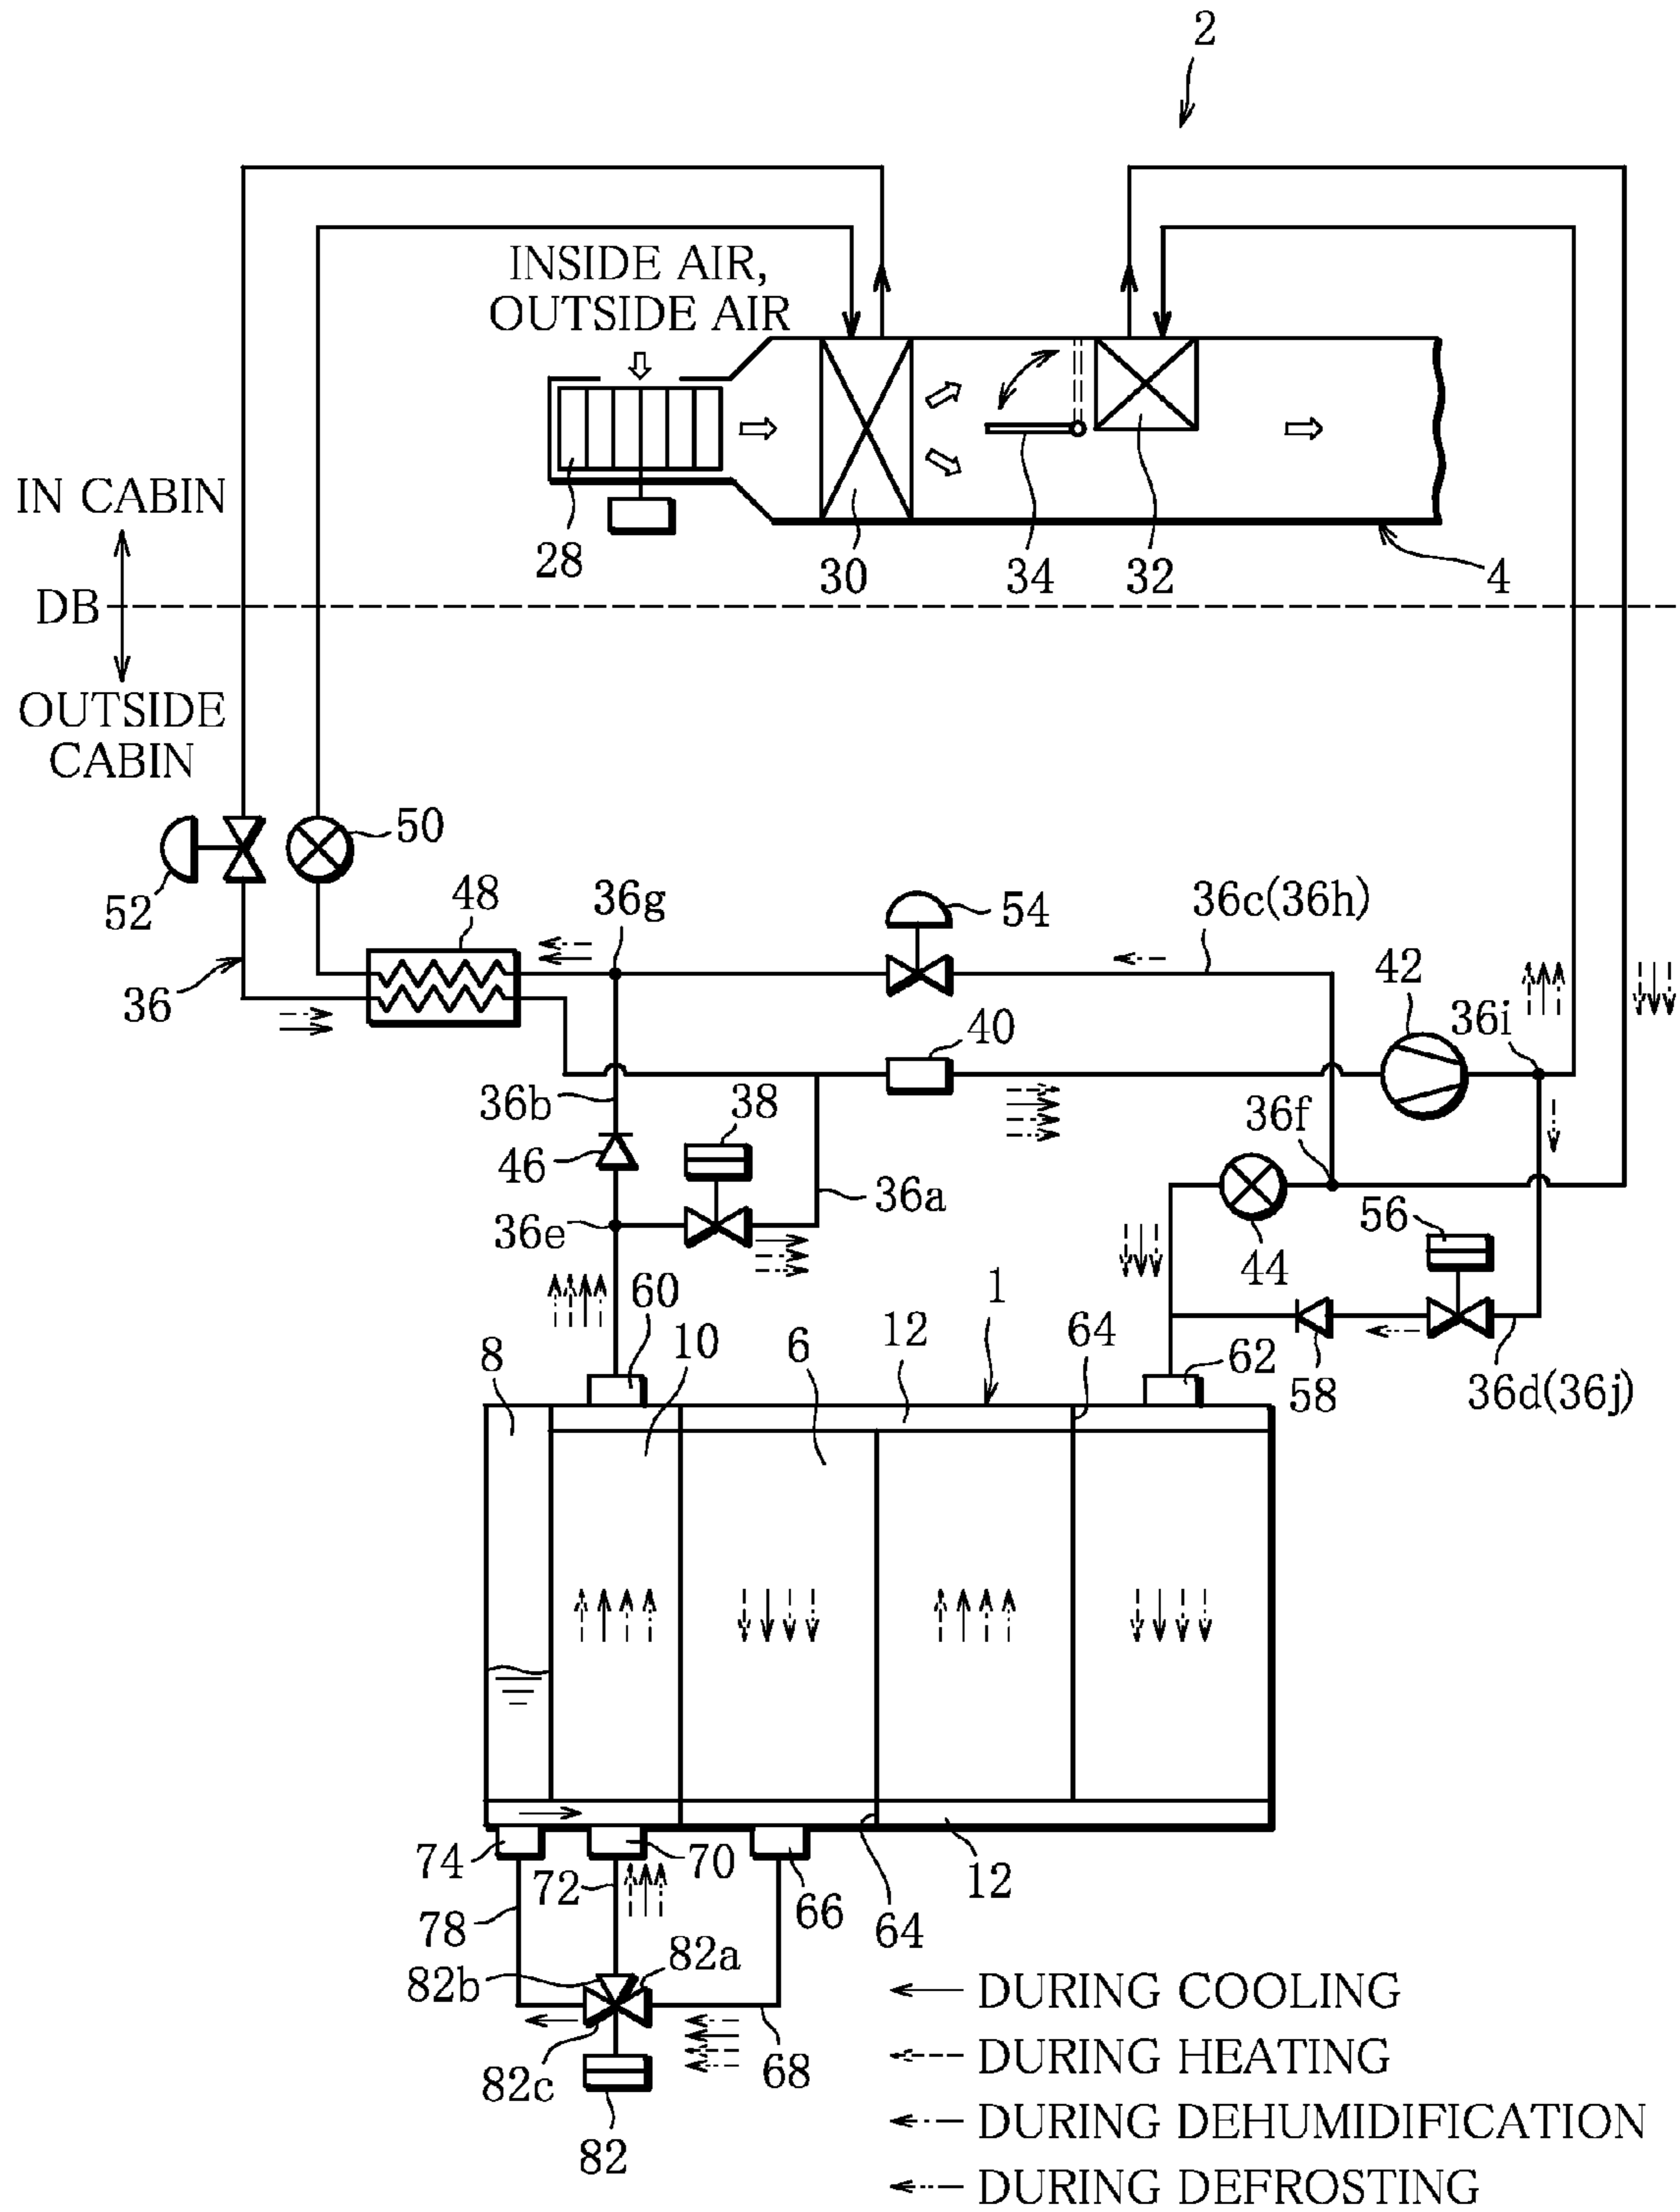 2
INSIDE AIR,
OUTSIDE AIR
IN CABIN
28
30
34
32
4
DB
OUTSIDE
CABIN
50
52
48
36g
54
36c(36h)
42
36
40
36i
36b
38
36f
46
36a
56
36e
44
60
1
8
10
6
12
64
62
58
36d(36j)
74
72
70
12
78
66
64
82a
82b
DURING COOLING
82c
68
DURING HEATING
82
DURING DEHUMIDIFICATION
DURING DEFROSTING